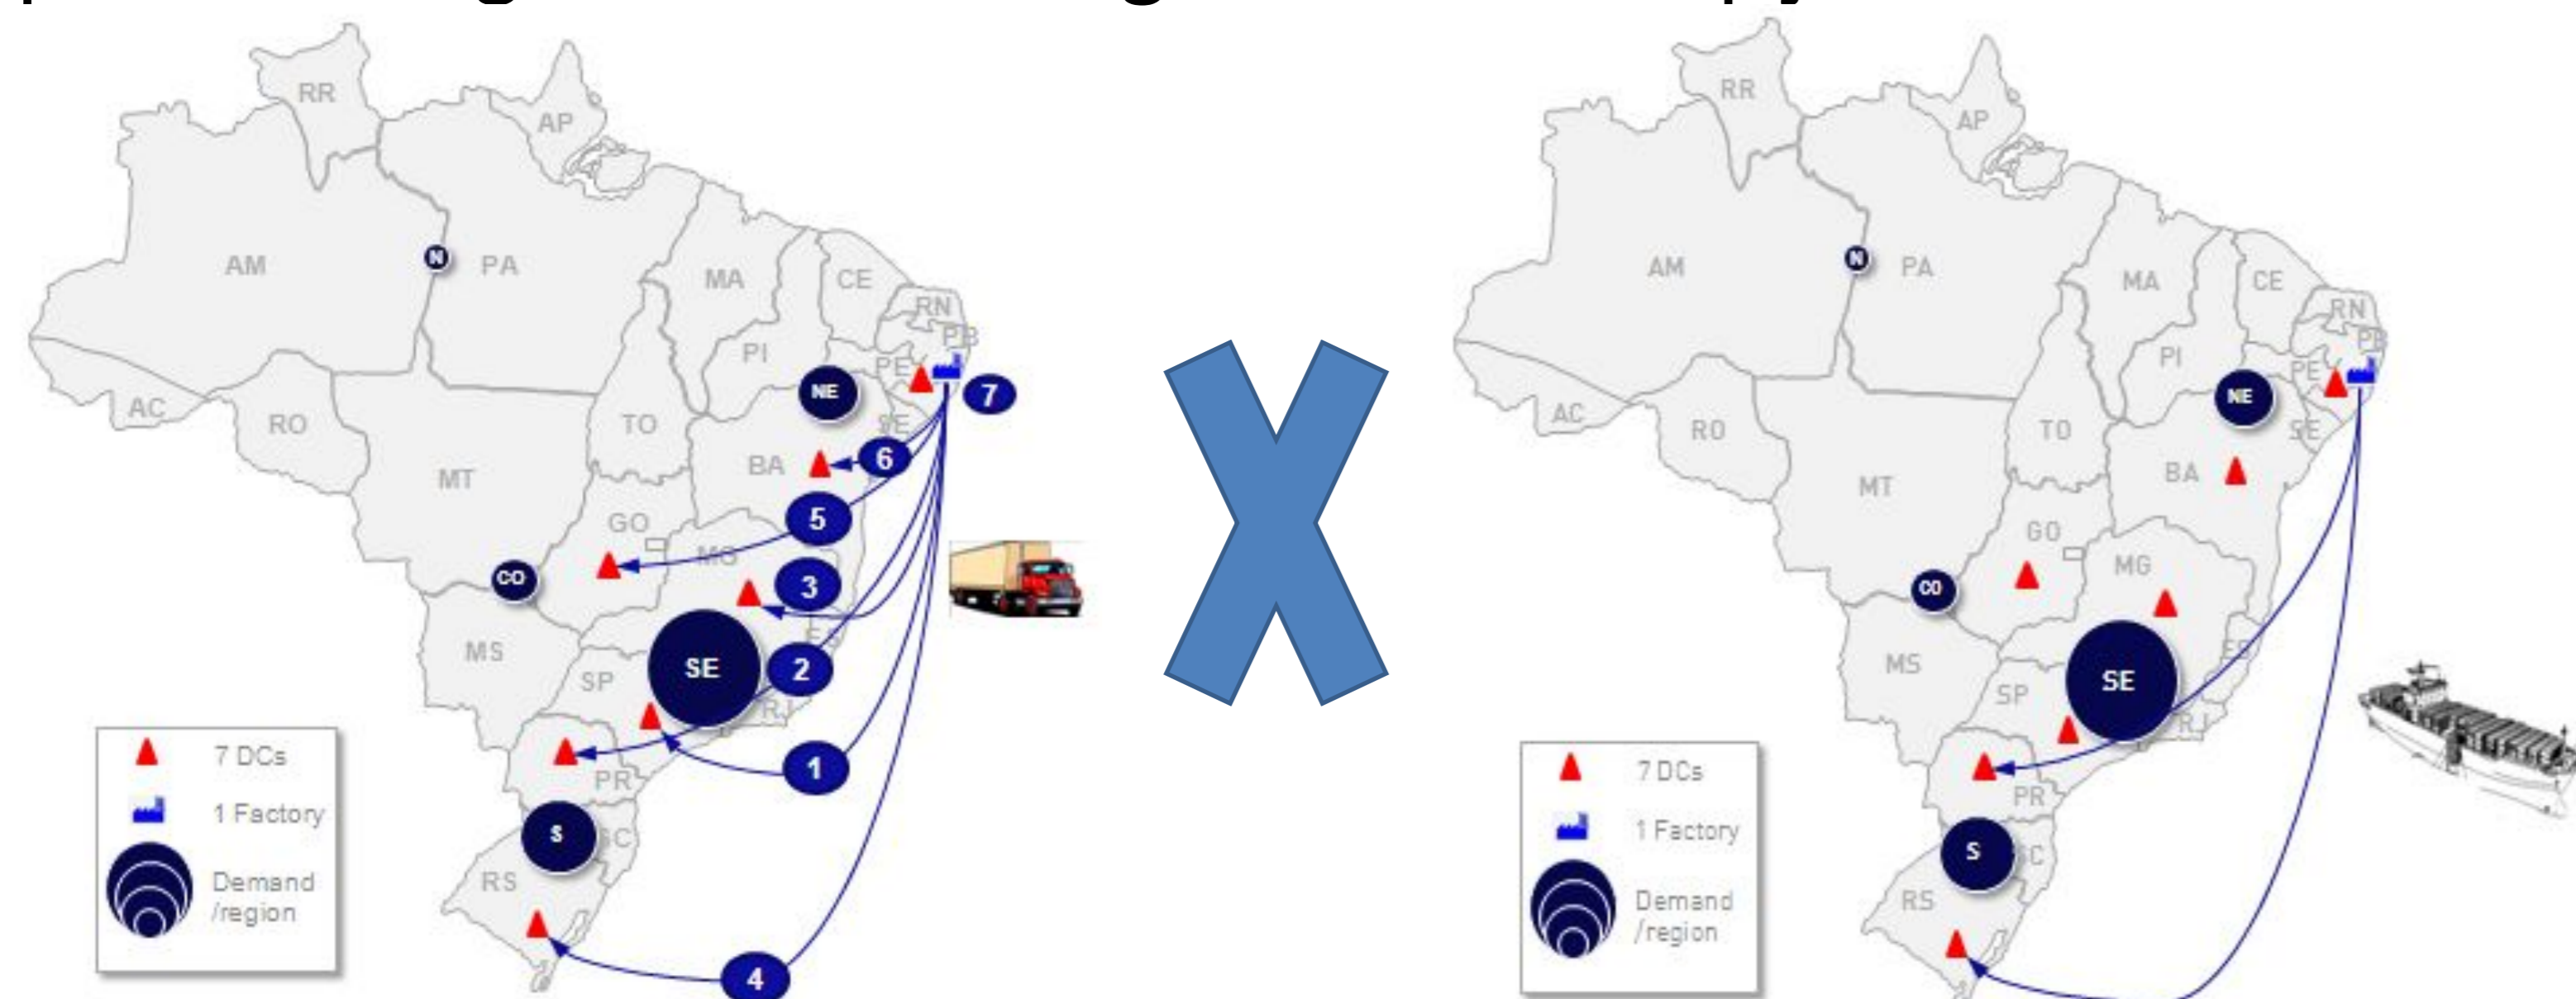 RR
AP
AM
N
PA
MA
CE
RN
PB
PI
PE
NE
7
AC
RO
TO
SE
6
BA
MT
5
GO
MG
3
CO
ES
MS
SE
2
SP
RJ
1
PR
S
SC
RS
4
7 DCs
1 Factory
Demand
/region
X
RR
AP
AM
N
PA
MA
CE
RN
PB
PI
PE
NE
AC
RO
TO
SE
BA
MT
GO
MG
CO
ES
MS
SE
SP
RJ
PR
S
SC
RS
7 DCs
1 Factory
Demand
/region